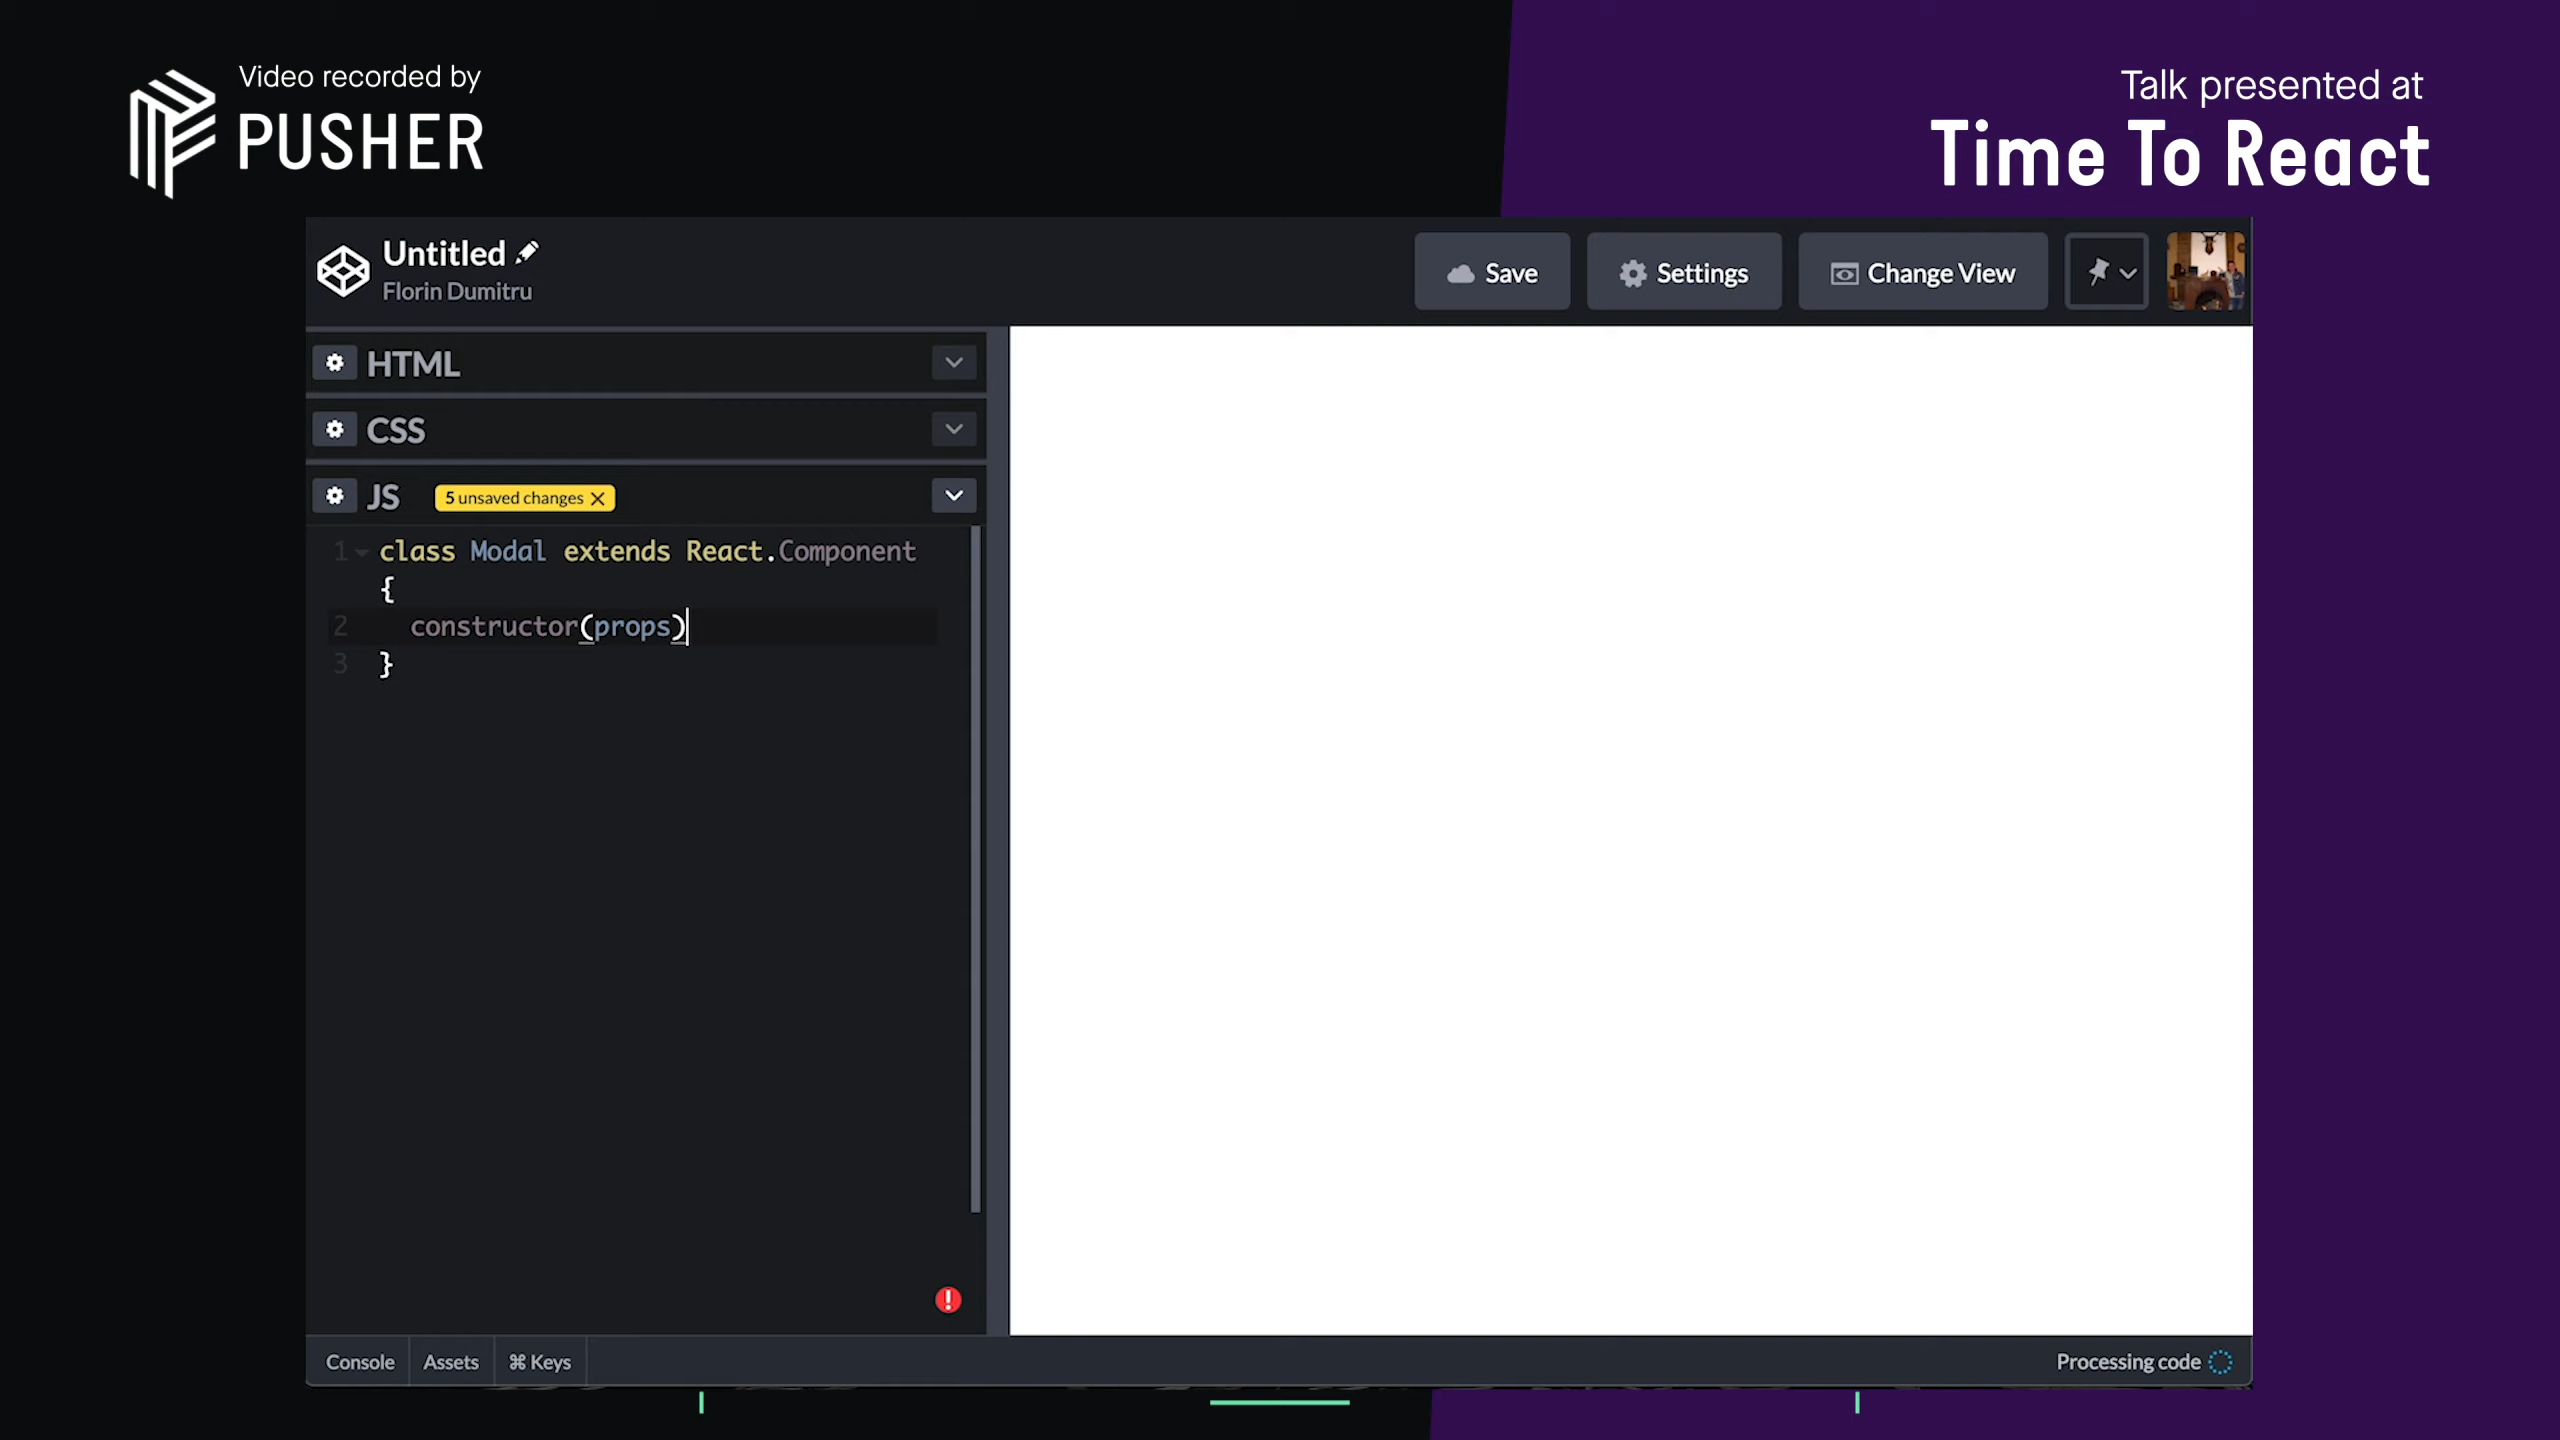 Video recorded by
PUSHER
Talk presented at
Time To React
Untitled
Florin Dumitru
Save
Settings
Change View
HTML
CSS
JS
5 unsaved changes
1 class Modal extends React.Component
{
2 constructor(props)
3 }
Console
Assets
⌘ Keys
Processing code